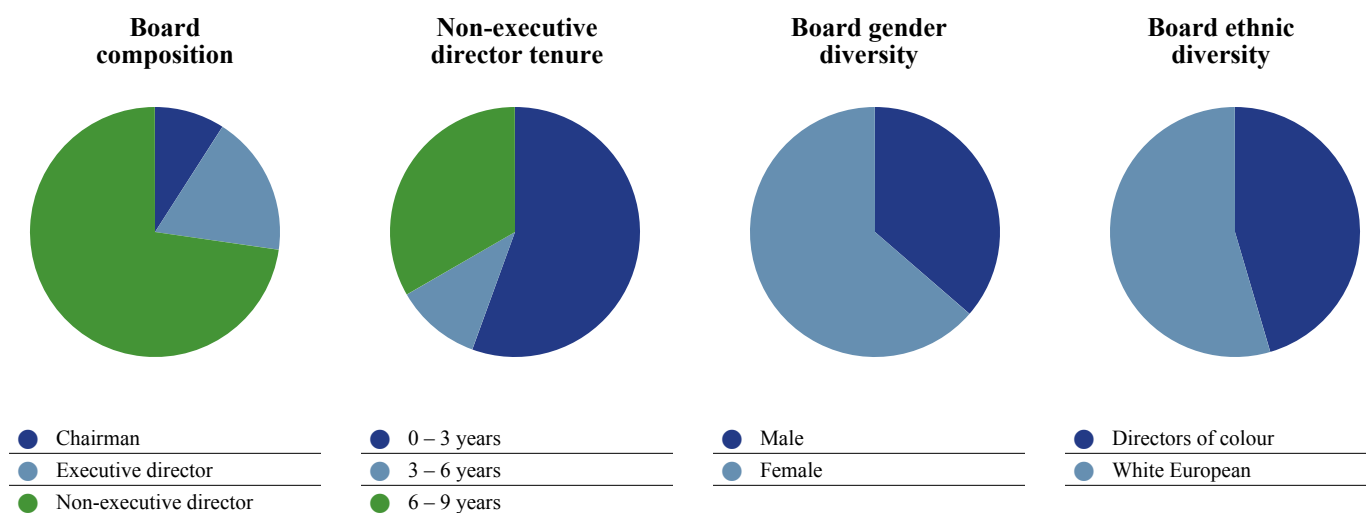 Board
composition
Chairman
Executive director
Non-executive director
Non-executive
director tenure
0 – 3 years
3 – 6 years
6 – 9 years
Board gender
diversity
Male
Female
Board ethnic
diversity
Directors of colour
White European